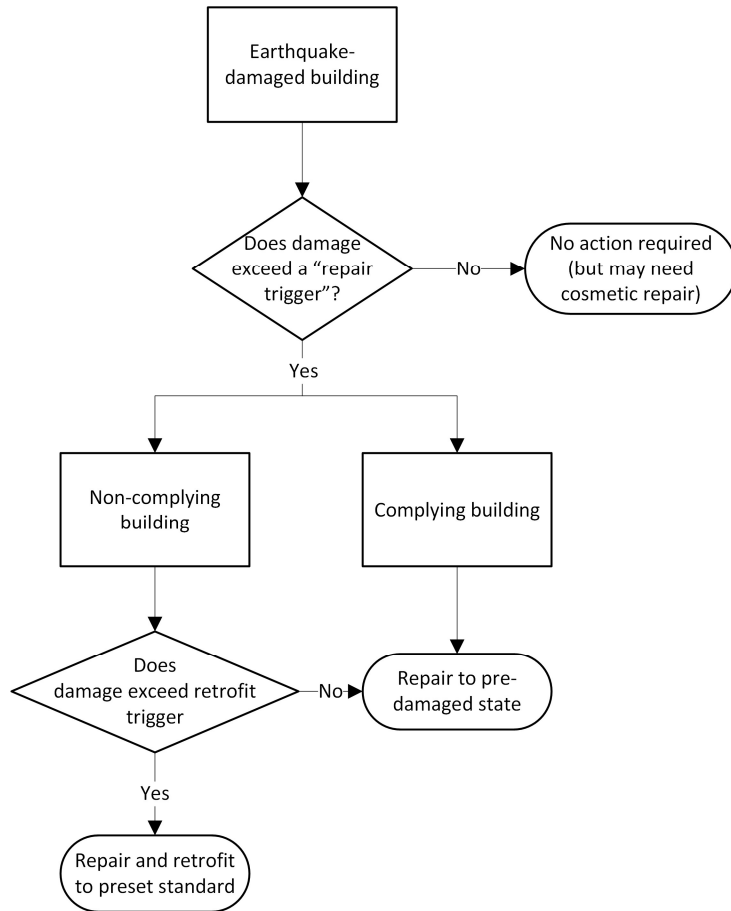 Earthquake-
damaged building
Does damage
exceed a “repair
trigger”?
No
No action required
(but may need
cosmetic repair)
Yes
Non-complying
building
Complying building
Does
damage exceed retrofit
trigger
No
Repair to pre-
damaged state
Yes
Repair and retrofit
to preset standard